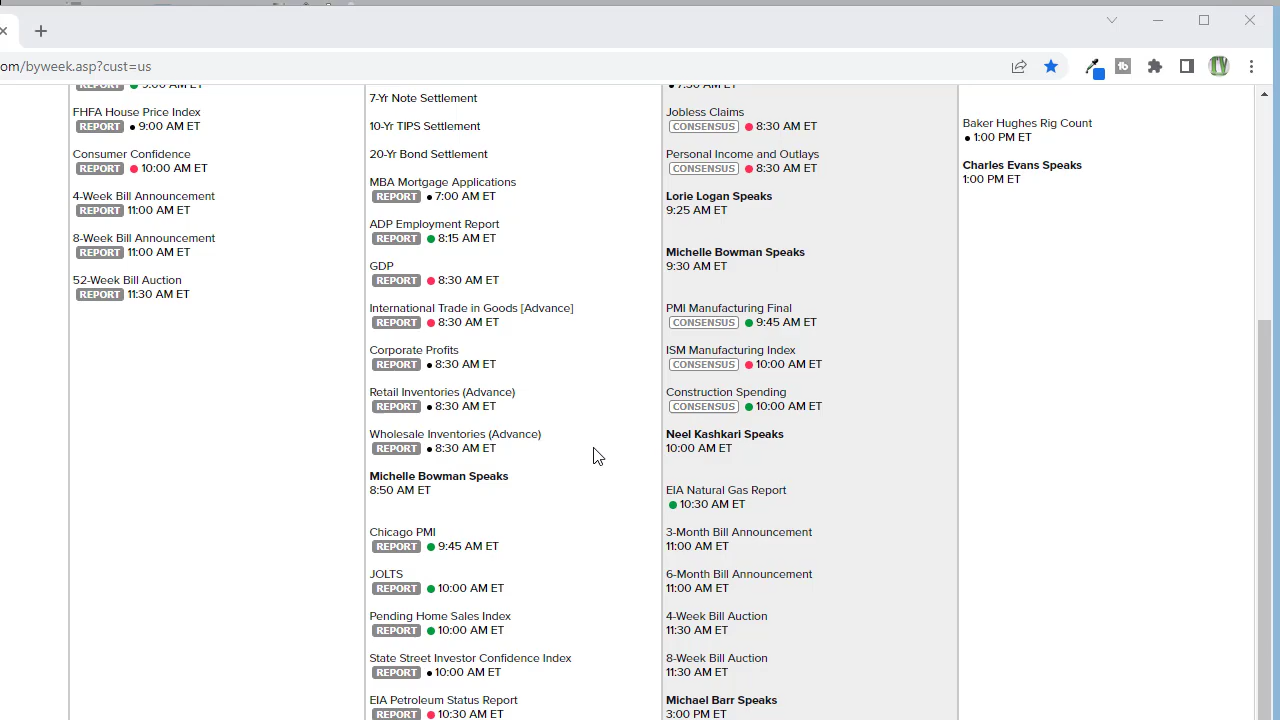 om/byweek.asp?cust=us
REPORT 9:00 AM ET
FHFA House Price Index
REPORT 9:00 AM ET
Consumer Confidence
REPORT 10:00 AM ET
4-Week Bill Announcement
REPORT 11:00 AM ET
8-Week Bill Announcement
REPORT 11:00 AM ET
52-Week Bill Auction
REPORT 11:30 AM ET
7-Yr Note Settlement
10-Yr TIPS Settlement
20-Yr Bond Settlement
MBA Mortgage Applications
REPORT 7:00 AM ET
ADP Employment Report
REPORT 8:15 AM ET
GDP
REPORT 8:30 AM ET
International Trade in Goods [Advance]
REPORT 8:30 AM ET
Corporate Profits
REPORT 8:30 AM ET
Retail Inventories (Advance)
REPORT 8:30 AM ET
Wholesale Inventories (Advance)
REPORT 8:30 AM ET
Michelle Bowman Speaks
8:50 AM ET
Chicago PMI
REPORT 9:45 AM ET
JOLTS
REPORT 10:00 AM ET
Pending Home Sales Index
REPORT 10:00 AM ET
State Street Investor Confidence Index
REPORT 10:00 AM ET
EIA Petroleum Status Report
REPORT 10:30 AM ET
7:30 AM ET
Jobless Claims
CONSENSUS 8:30 AM ET
Personal Income and Outlays
CONSENSUS 8:30 AM ET
Lorie Logan Speaks
9:25 AM ET
Michelle Bowman Speaks
9:30 AM ET
PMI Manufacturing Final
CONSENSUS 9:45 AM ET
ISM Manufacturing Index
CONSENSUS 10:00 AM ET
Construction Spending
CONSENSUS 10:00 AM ET
Neel Kashkari Speaks
10:00 AM ET
EIA Natural Gas Report
10:30 AM ET
3-Month Bill Announcement
11:00 AM ET
6-Month Bill Announcement
11:00 AM ET
4-Week Bill Auction
11:30 AM ET
8-Week Bill Auction
11:30 AM ET
Michael Barr Speaks
3:00 PM ET
Baker Hughes Rig Count
1:00 PM ET
Charles Evans Speaks
1:00 PM ET